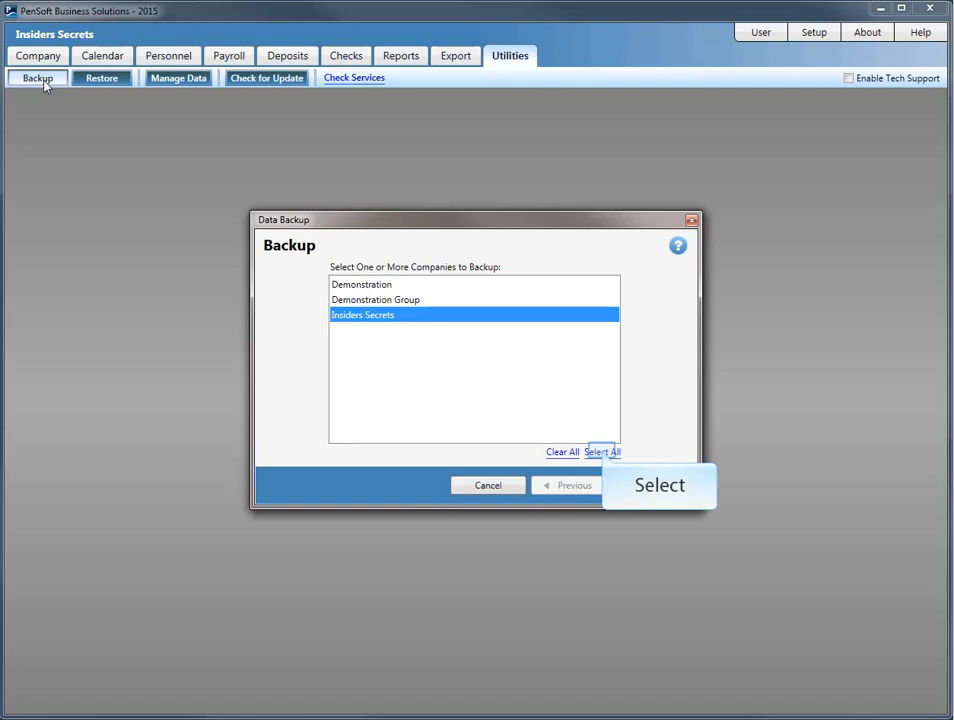 PenSoft Business Solutions - 2015
Insiders Secrets
User Setup About Help
Company Calendar Personnel Payroll Deposits Checks Reports Export Utilities
Backup Restore Manage Data Check for Update Check Services Enable Tech Support
Data Backup
Backup
?
Select One or More Companies to Backup:
Demonstration
Demonstration Group
Insiders Secrets
Clear All Select All
Cancel Previous
Select